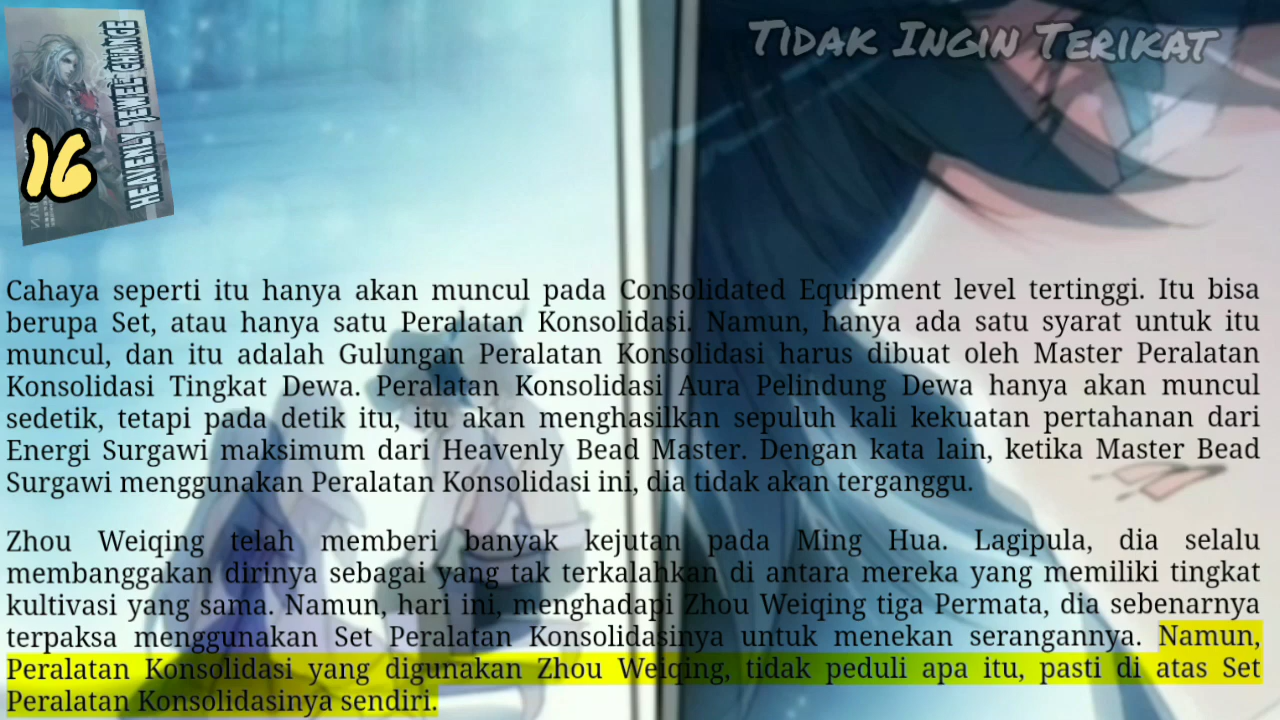 HEAVENLY JEWEL CHANGE
16
Tidak Ingin Terikat
Cahaya seperti itu hanya akan muncul pada Consolidated Equipment level tertinggi. Itu bisa
berupa Set, atau hanya satu Peralatan Konsolidasi. Namun, hanya ada satu syarat untuk itu
muncul, dan itu adalah Gulungan Peralatan Konsolidasi harus dibuat oleh Master Peralatan
Konsolidasi Tingkat Dewa. Peralatan Konsolidasi Aura Pelindung Dewa hanya akan muncul
sedetik, tetapi pada detik itu, itu akan menghasilkan sepuluh kali kekuatan pertahanan dari
Energi Surgawi maksimum dari Heavenly Bead Master. Dengan kata lain, ketika Master Bead
Surgawi menggunakan Peralatan Konsolidasi ini, dia tidak akan terganggu.
Zhou Weiqing telah memberi banyak kejutan pada Ming Hua. Lagipula, dia selalu
membanggakan dirinya sebagai yang tak terkalahkan di antara mereka yang memiliki tingkat
kultivasi yang sama. Namun, hari ini, menghadapi Zhou Weiqing tiga Permata, dia sebenarnya
terpaksa menggunakan Set Peralatan Konsolidasinya untuk menekan serangannya. Namun,
Peralatan Konsolidasi yang digunakan Zhou Weiqing, tidak peduli apa itu, pasti di atas Set
Peralatan Konsolidasinya sendiri.